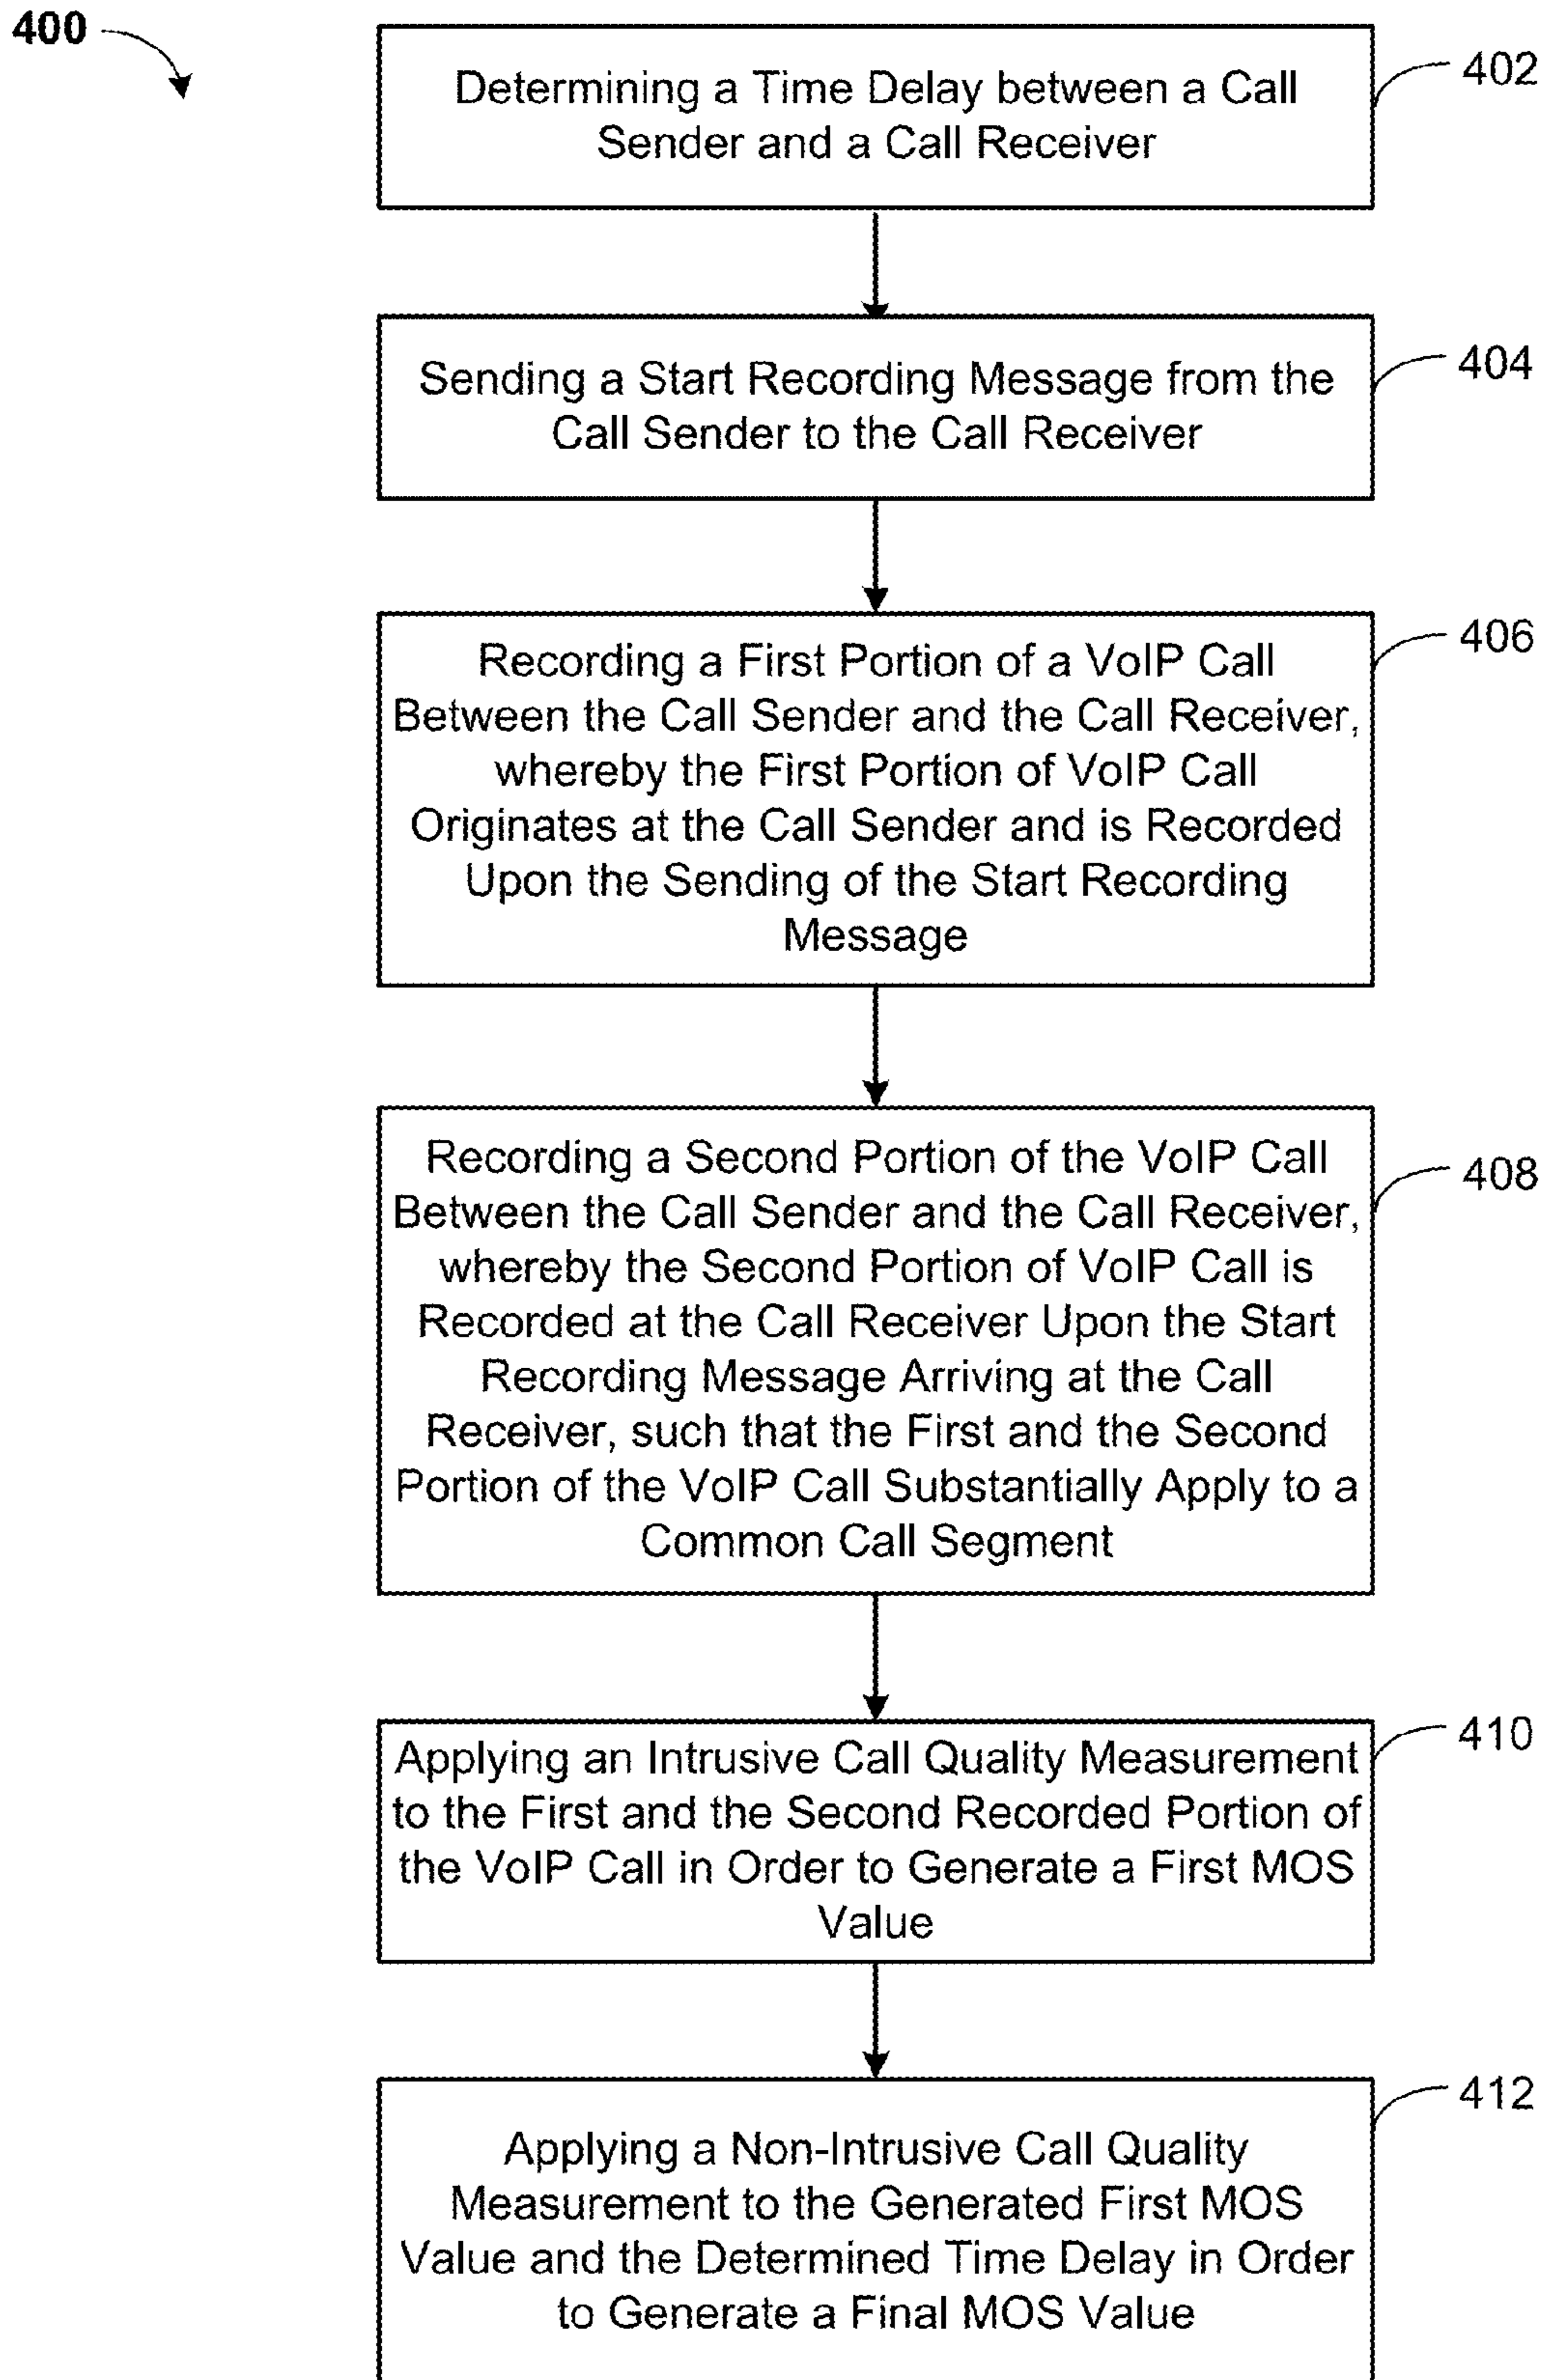 400
Determining a Time Delay between a Call
Sender and a Call Receiver
402
Sending a Start Recording Message from the
Call Sender to the Call Receiver
404
Recording a First Portion of a VoIP Call
Between the Call Sender and the Call Receiver,
whereby the First Portion of VoIP Call
Originates at the Call Sender and is Recorded
Upon the Sending of the Start Recording
Message
406
Recording a Second Portion of the VoIP Call
Between the Call Sender and the Call Receiver,
whereby the Second Portion of VoIP Call is
Recorded at the Call Receiver Upon the Start
Recording Message Arriving at the Call
Receiver, such that the First and the Second
Portion of the VoIP Call Substantially Apply to a
Common Call Segment
408
Applying an Intrusive Call Quality Measurement
to the First and the Second Recorded Portion of
the VoIP Call in Order to Generate a First MOS
Value
410
Applying a Non-Intrusive Call Quality
Measurement to the Generated First MOS
Value and the Determined Time Delay in Order
to Generate a Final MOS Value
412